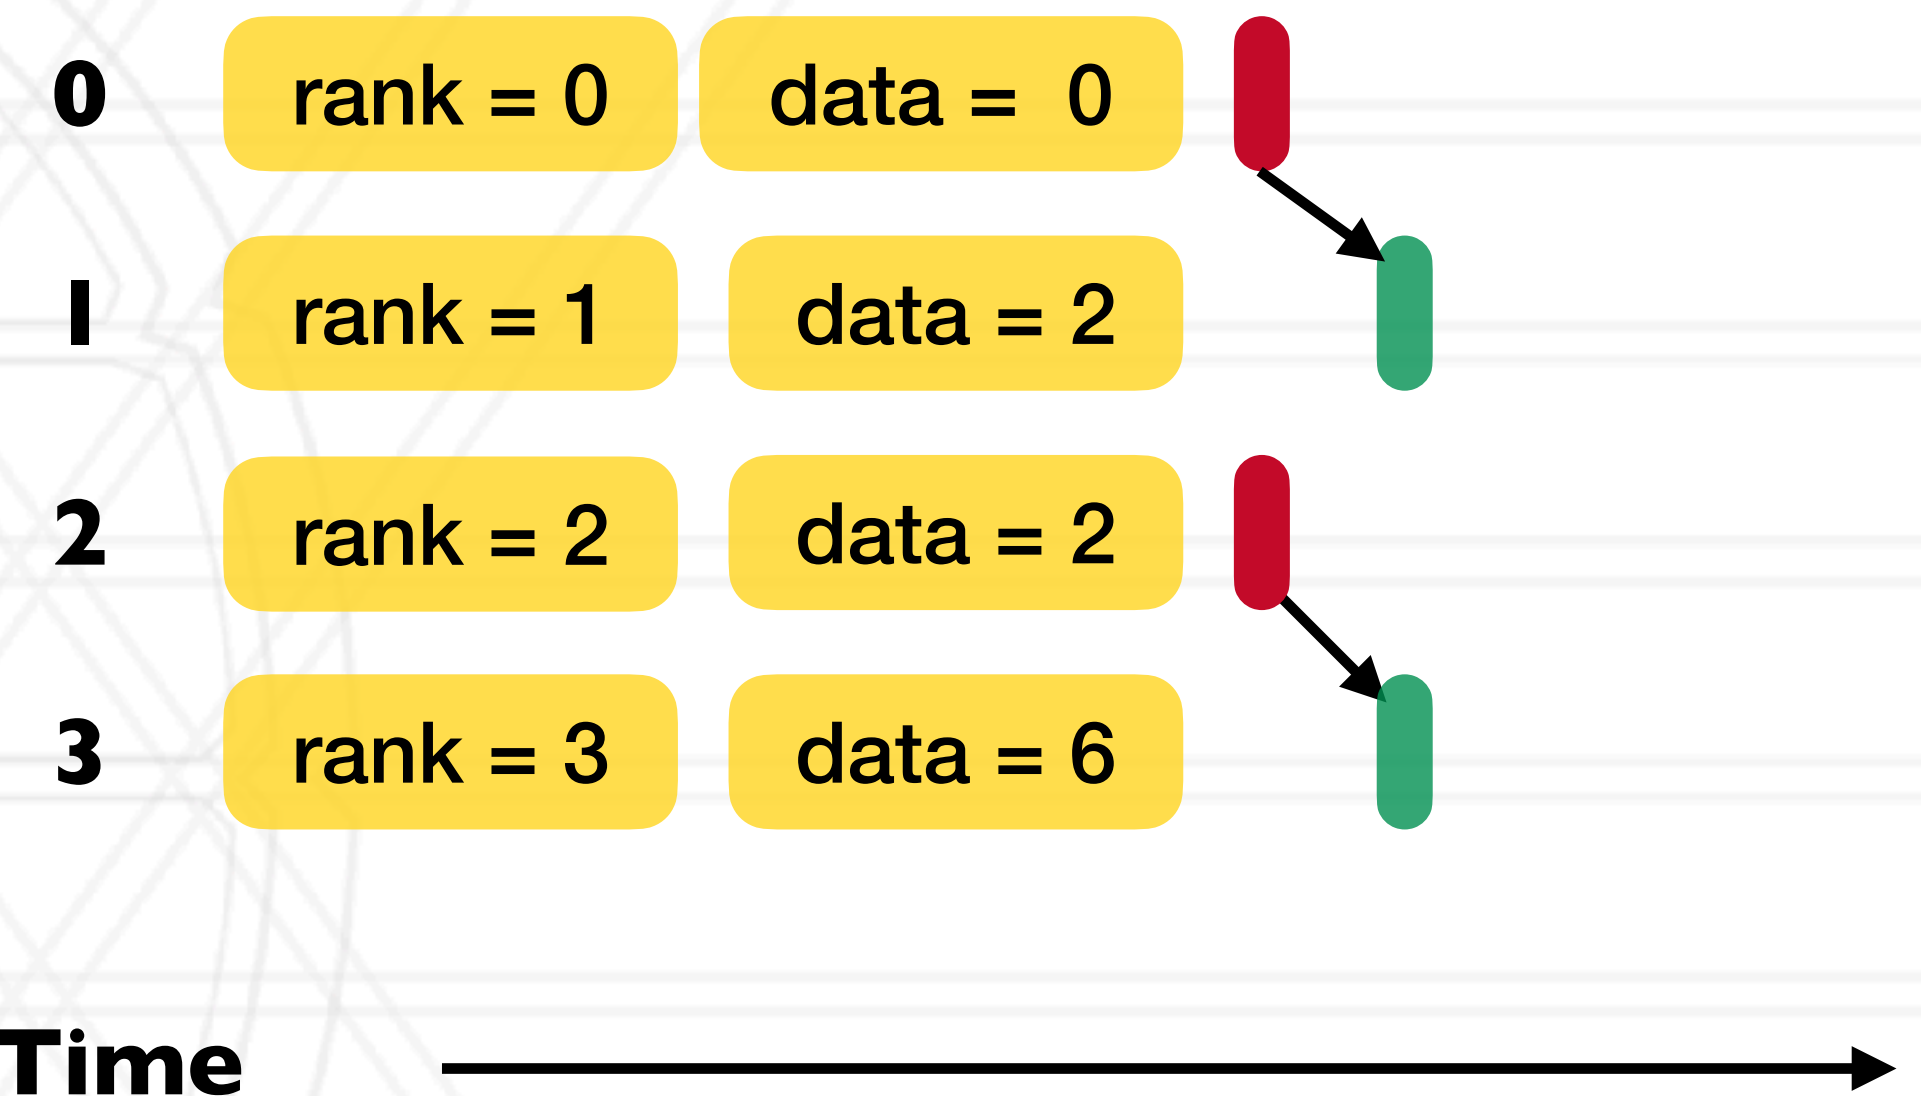 0 rank = 0 data = 0
1 rank = 1 data = 2
2 rank = 2 data = 2
3 rank = 3 data = 6
Time